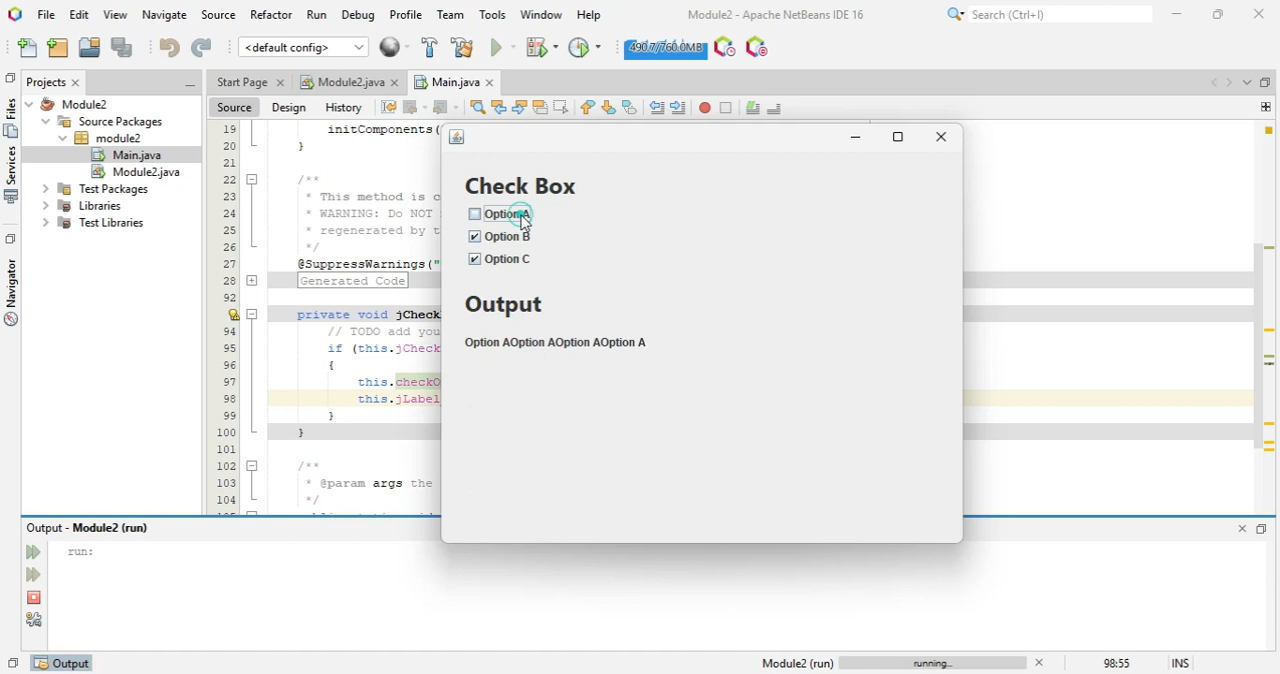 File Edit View Navigate Source Refactor Run Debug Profile Team Tools Window Help Module2 - Apache NetBeans IDE 16 Search (Ctrl+I)
<default config> 490.7/760.0MB
Projects Start Page Module2.java Main.java
Source Design History
Files
Services
Navigator
Module2
Source Packages
module2
Main.java
Module2.java
Test Packages
Libraries
Test Libraries
19 initComponents(
20 }
21
22 /**
23 * This method is c
24 * WARNING: Do NOT
25 * regenerated by t
26 */
27 @SuppressWarnings("
28 Generated Code
92
private void jCheck
94 // TODO add you
95 if (this.jCheck
96 {
97 this.checkO
98 this.jLabel
99 }
100 }
101
102 /**
103 * @param args the
104 */
Check Box
Option A
Option B
Option C
Output
Option AOption AOption AOption A
Output - Module2 (run)
run:
Output Module2 (run) running... 98:55 INS